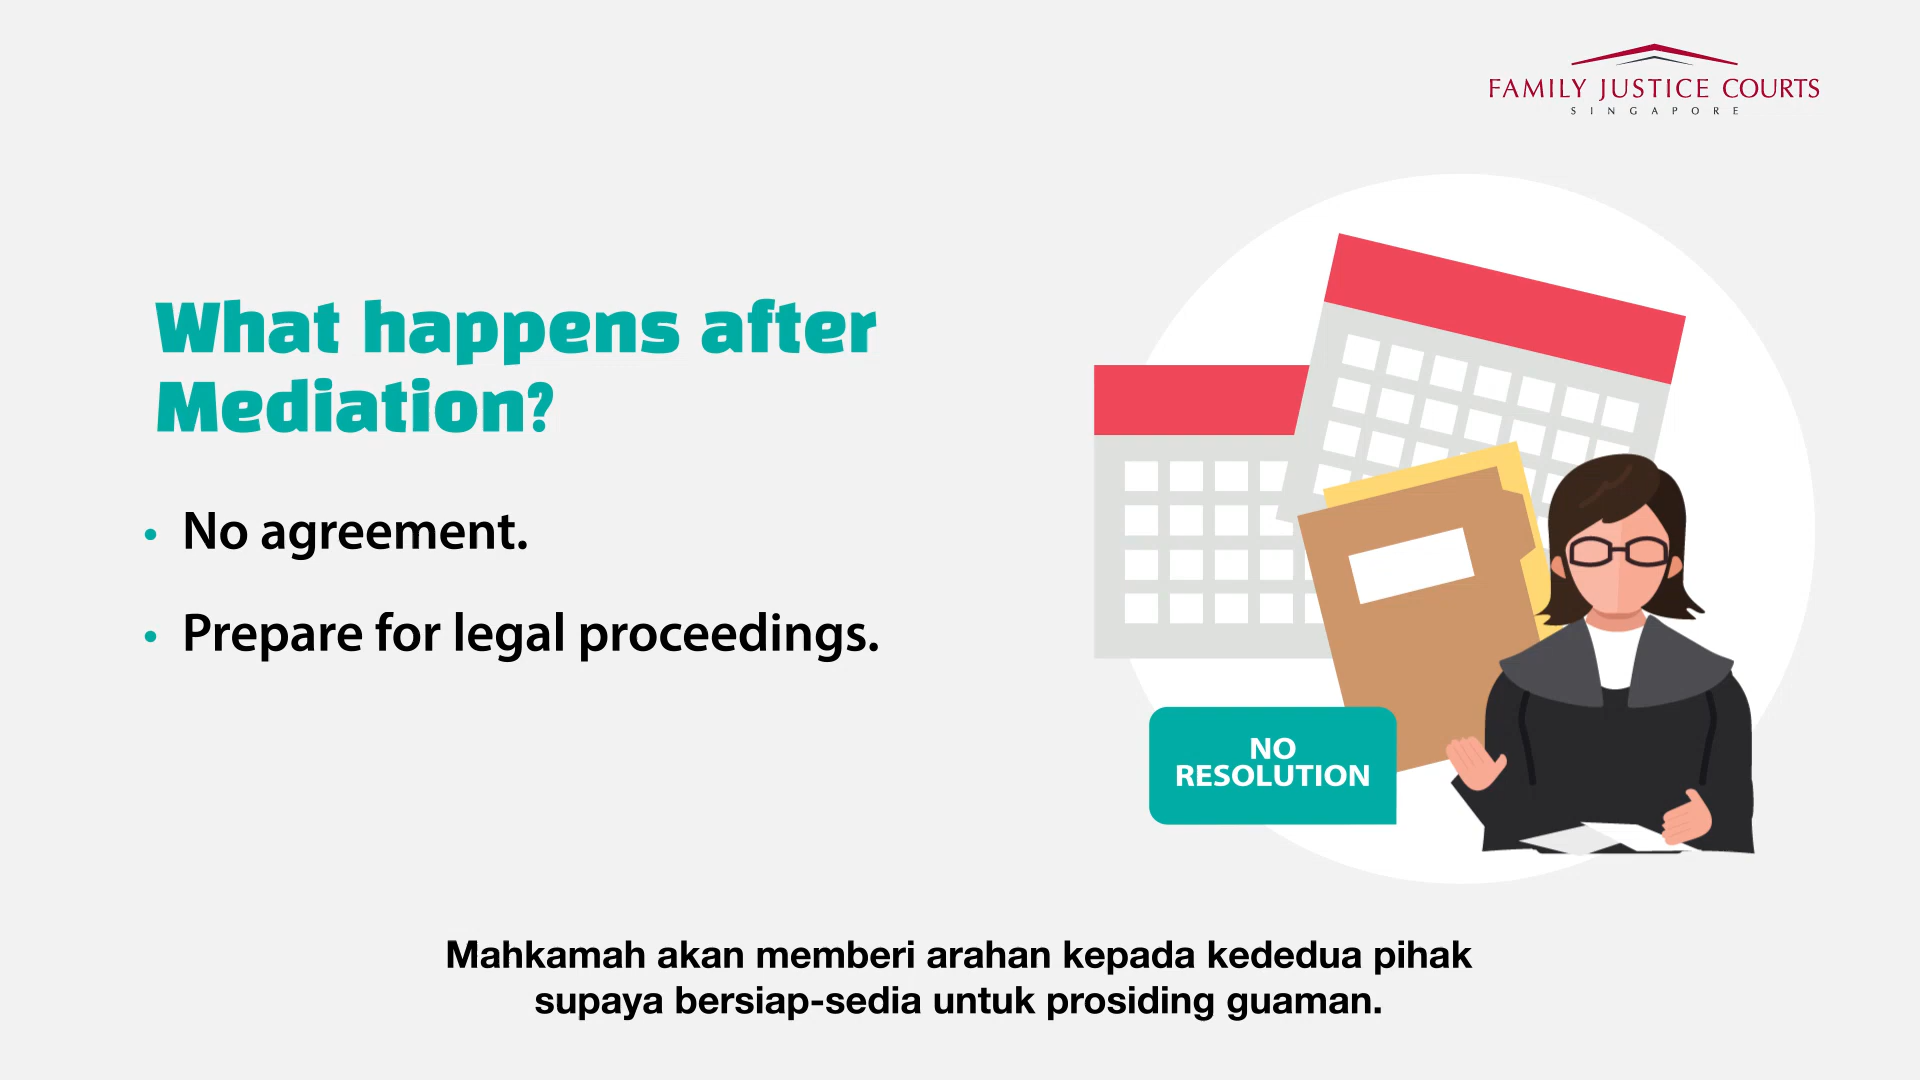 FAMILY JUSTICE COURTS
SINGAPORE
What happens after
Mediation?
• No agreement.
• Prepare for legal proceedings.
NO
RESOLUTION
Mahkamah akan memberi arahan kepada kededua pihak
supaya bersiap-sedia untuk prosiding guaman.